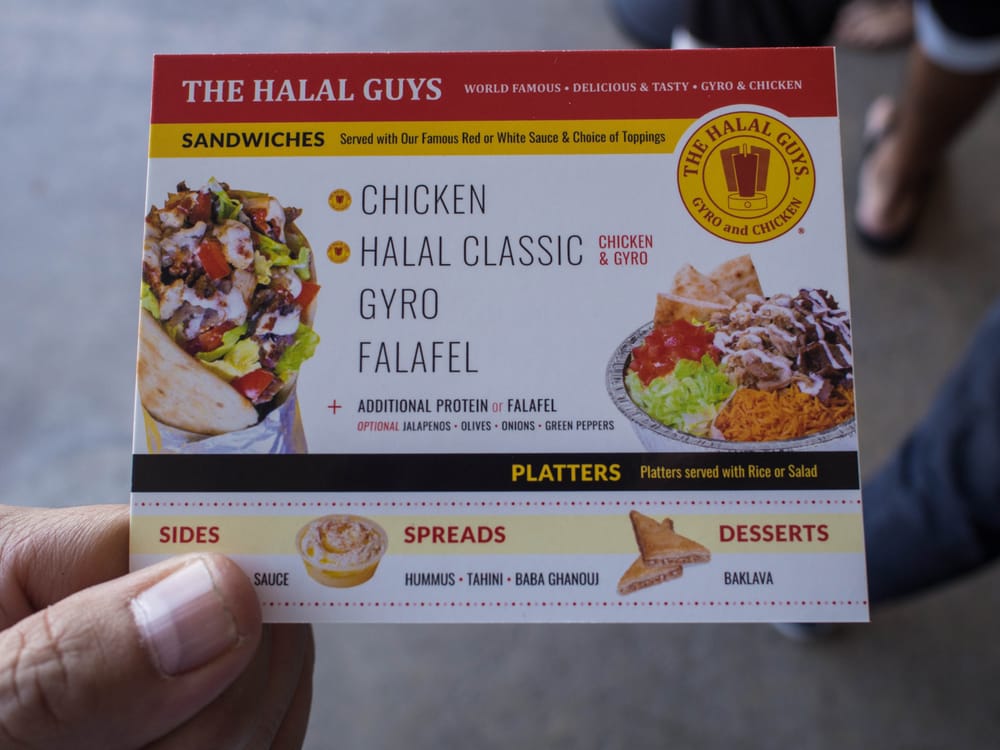 THE HALAL GUYS WORLD FAMOUS • DELICIOUS & TASTY • GYRO & CHICKEN
SANDWICHES Served with Our Famous Red or White Sauce & Choice of Toppings
THE HALAL GUYS®
GYRO and CHICKEN ®
CHICKEN
HALAL CLASSIC CHICKEN & GYRO
GYRO
FALAFEL
+ ADDITIONAL PROTEIN or FALAFEL
OPTIONAL JALAPENOS • OLIVES • ONIONS • GREEN PEPPERS
PLATTERS Platters served with Rice or Salad
SIDES SPREADS DESSERTS
SAUCE HUMMUS • TAHINI • BABA GHANOUJ BAKLAVA